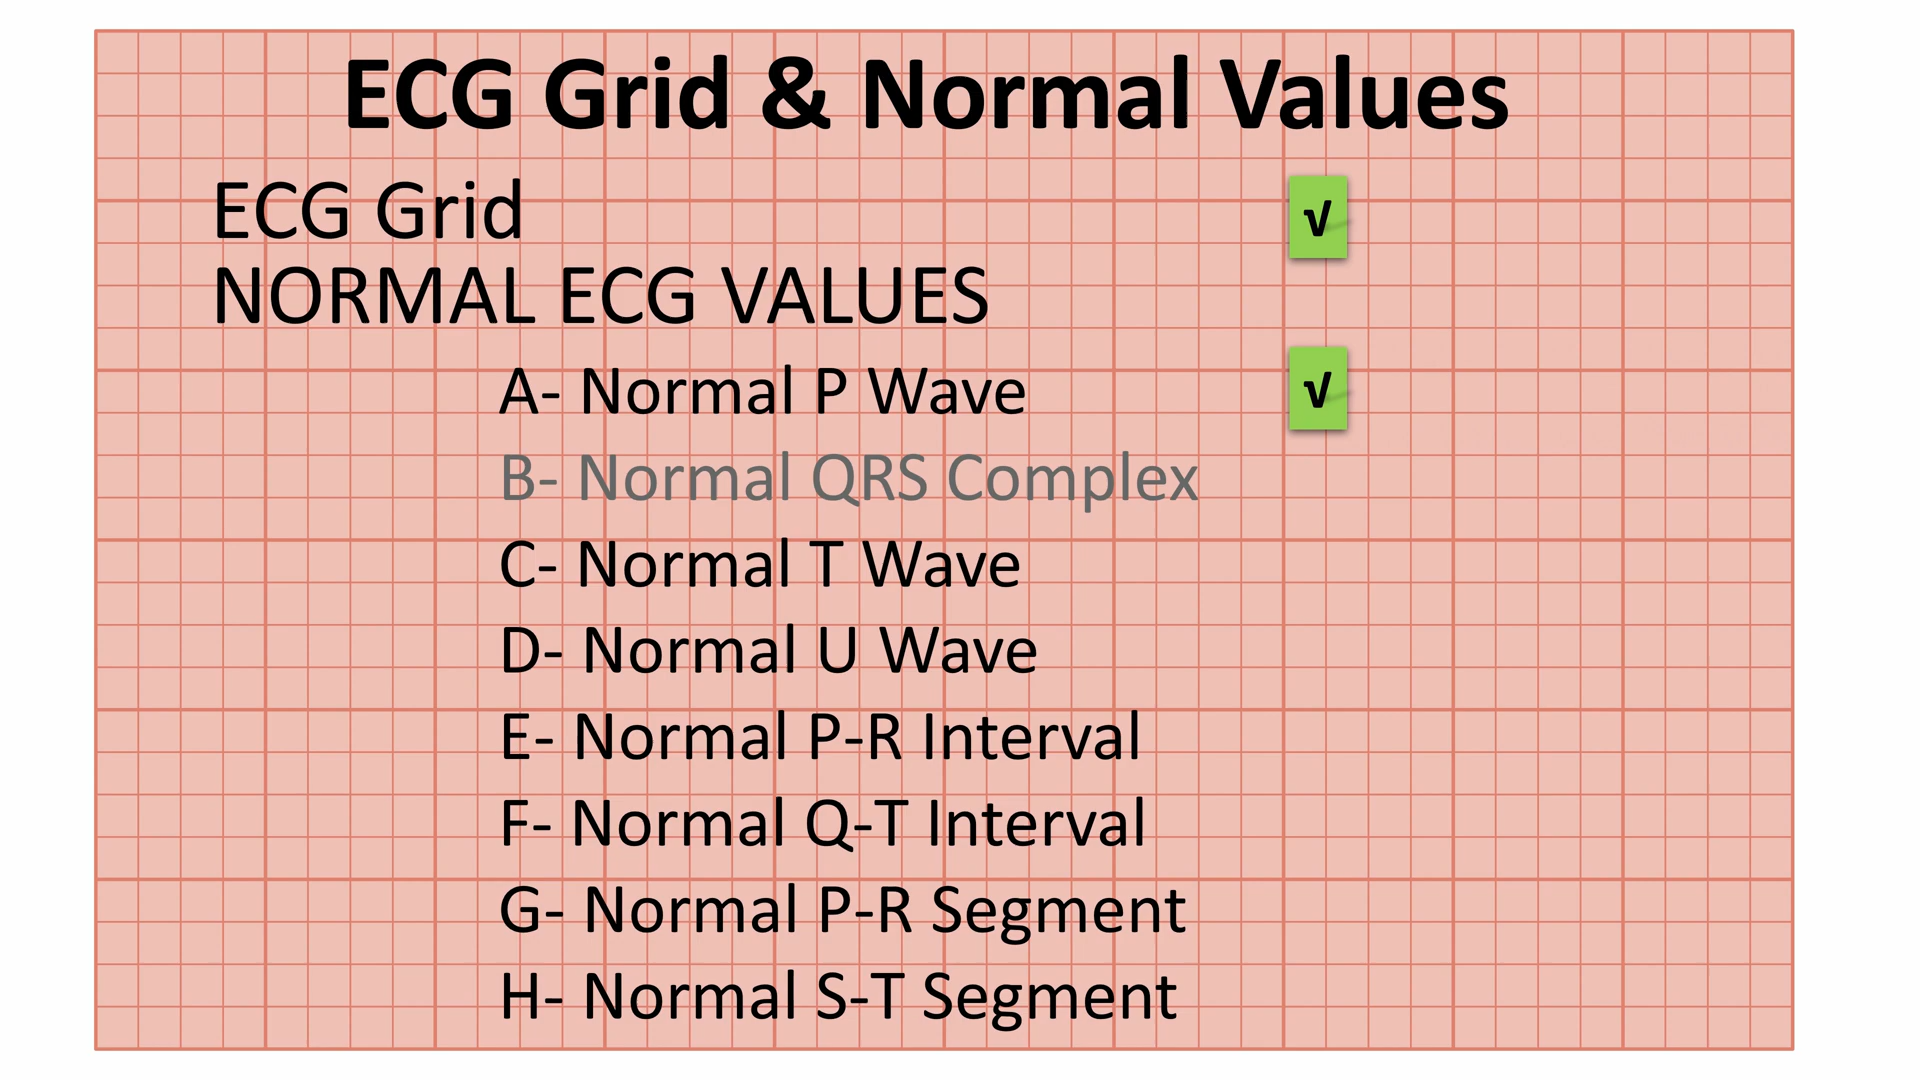 ECG Grid & Normal Values
ECG Grid √
NORMAL ECG VALUES
A- Normal P Wave √
B- Normal QRS Complex
C- Normal T Wave
D- Normal U Wave
E- Normal P-R Interval
F- Normal Q-T Interval
G- Normal P-R Segment
H- Normal S-T Segment